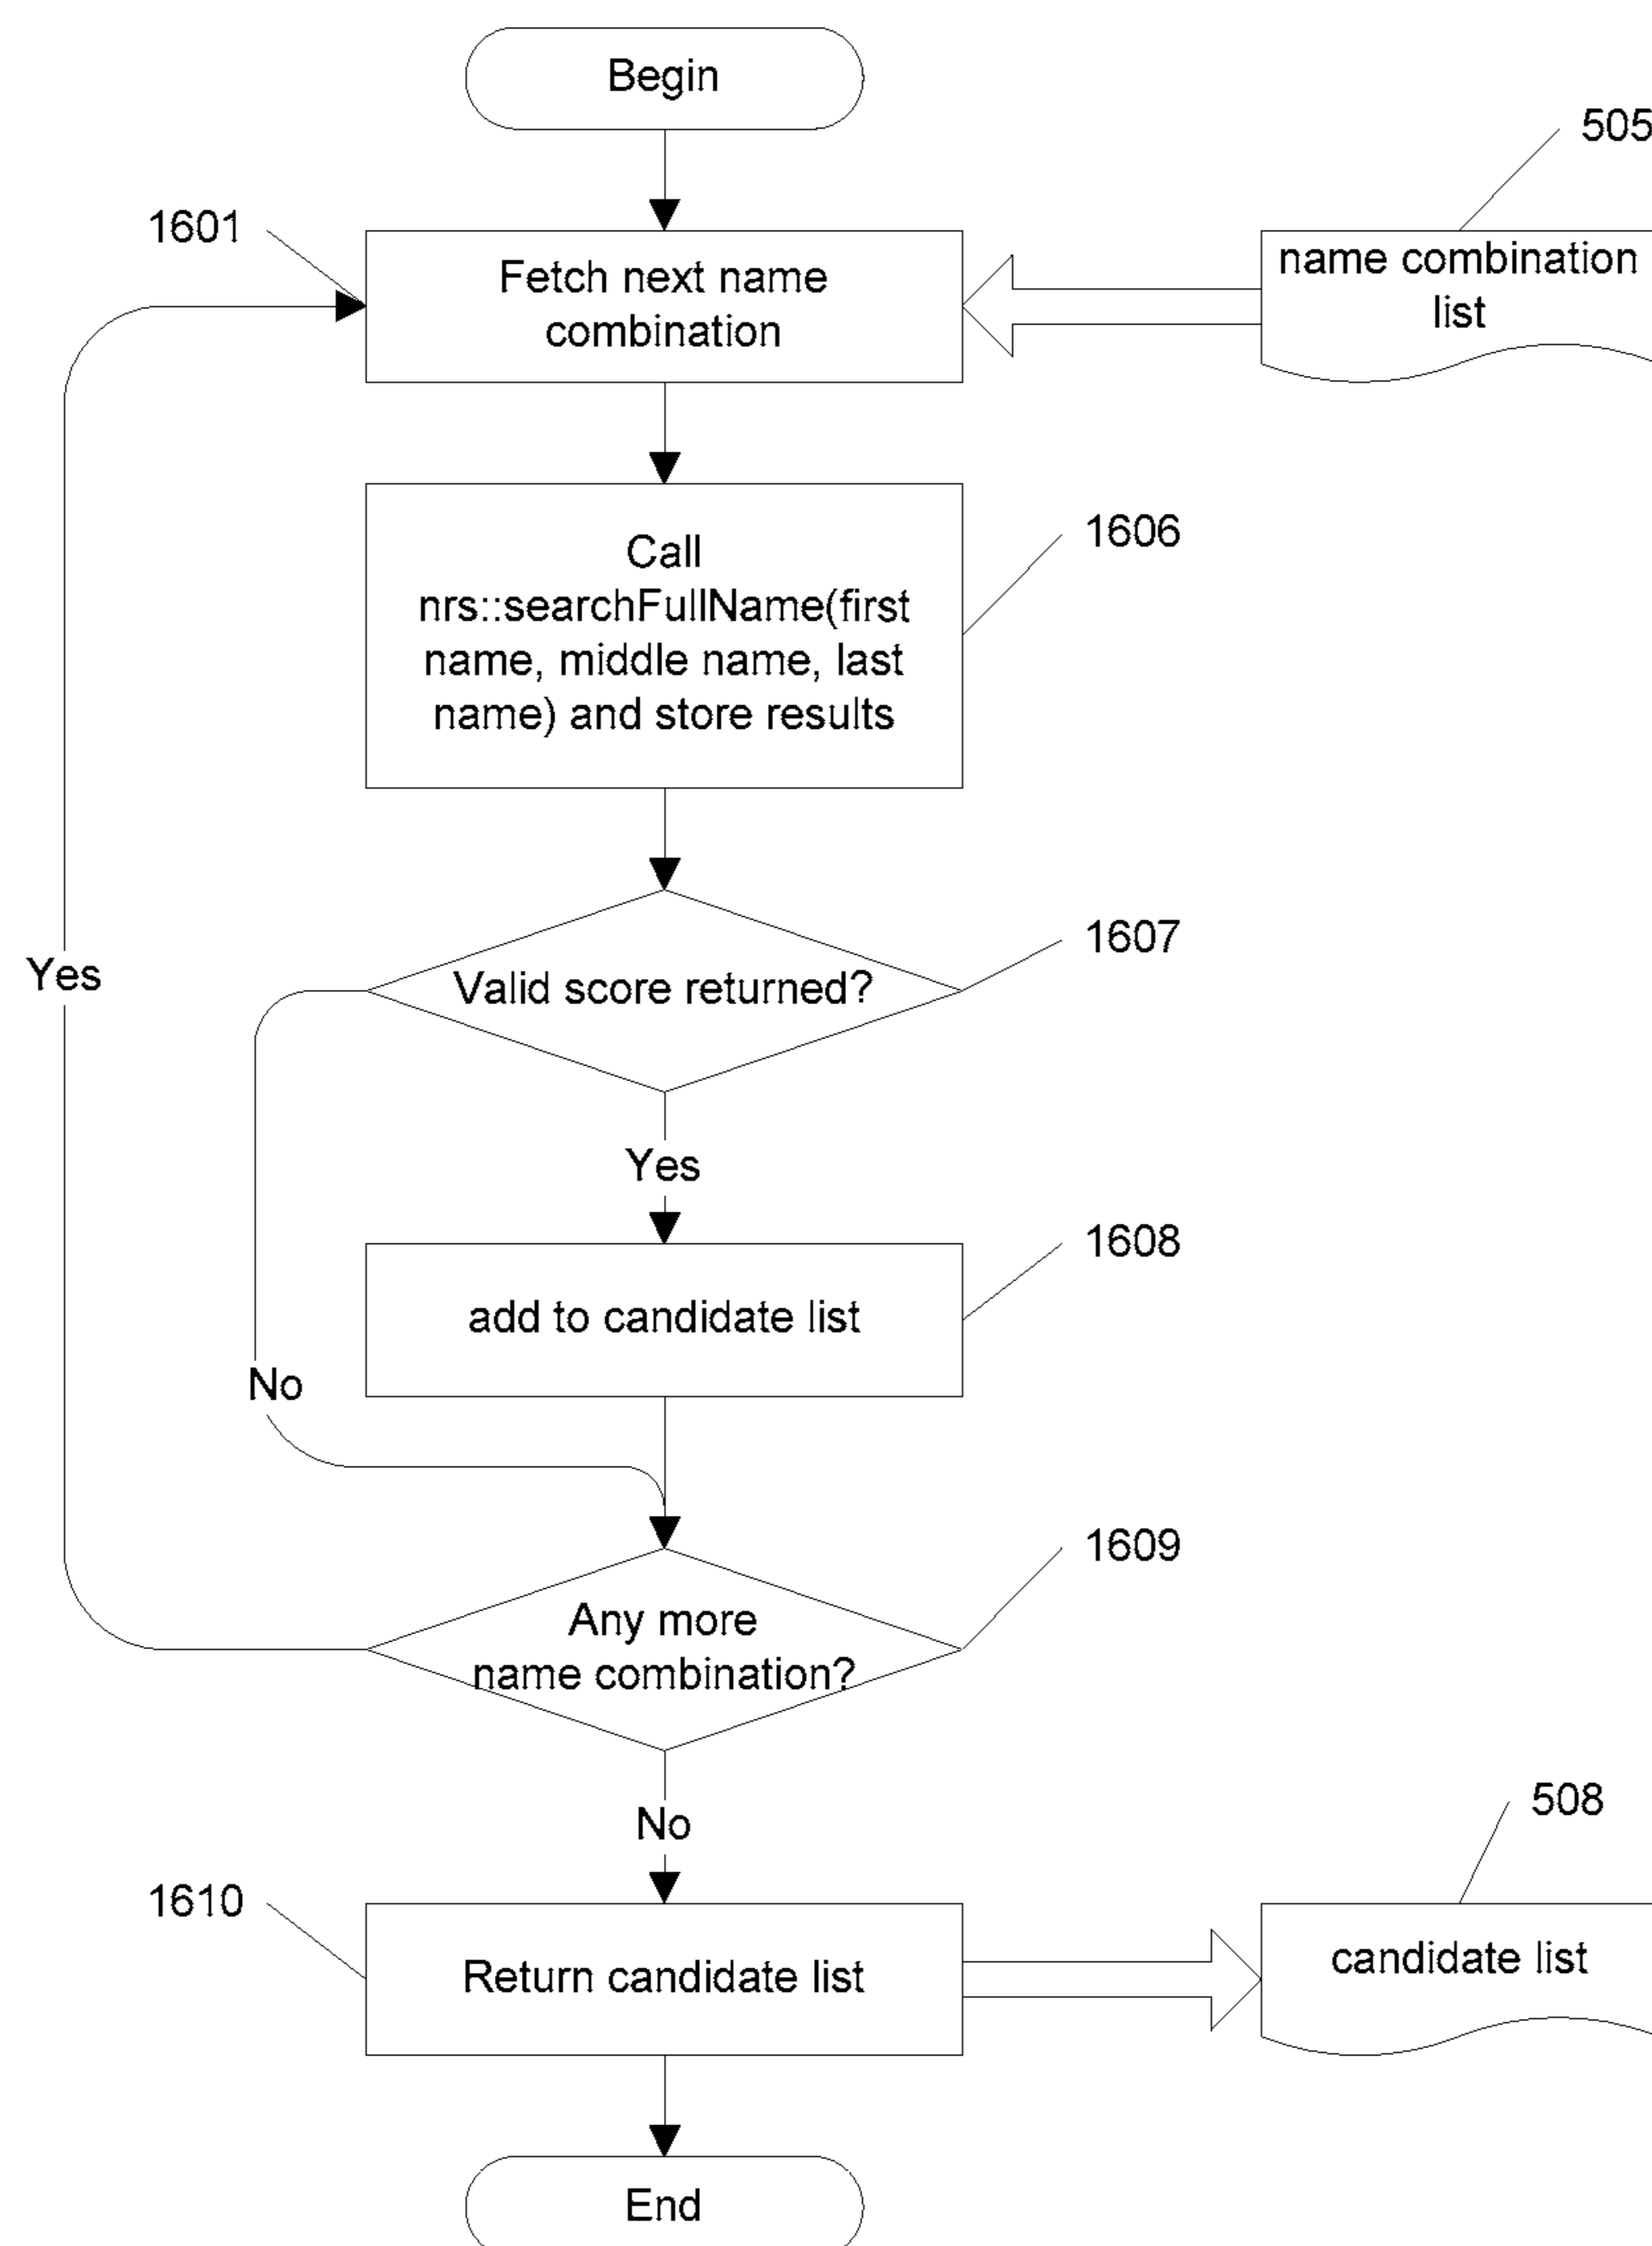 Begin
505
1601
Fetch next name
combination
name combination
list
Call
nrs::searchFullName(first
name, middle name, last
name) and store results
1606
Valid score returned?
1607
Yes
Yes
add to candidate list
1608
No
Any more
name combination?
1609
No
508
1610
Return candidate list
candidate list
End